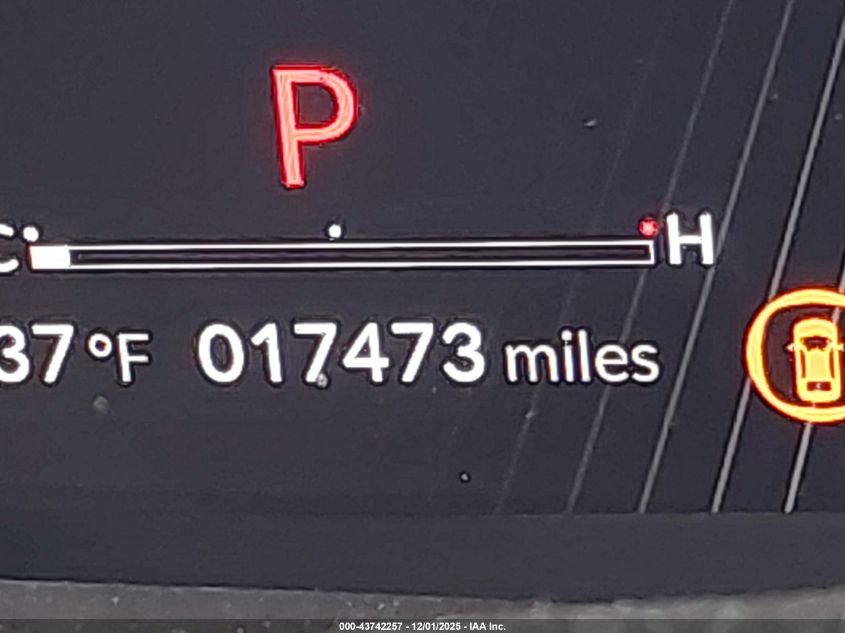 P
C H
37 °F 017473 miles
000-43742257 - 12/01/2025 - IAA Inc.